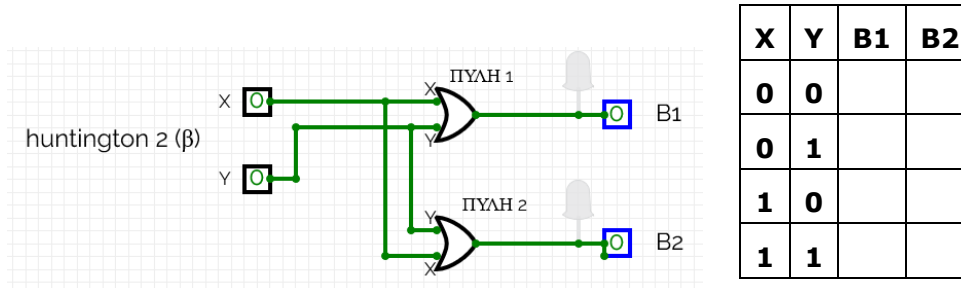 huntington 2 (β)
X 0
Y 0
X
Y
ΠΥΛΗ 1
0 B1
Y
X
ΠΥΛΗ 2
0 B2
X Y B1 B2
0 0
0 1
1 0
1 1